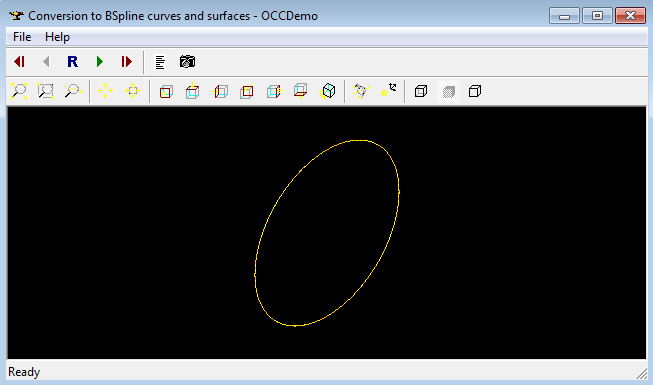 Conversion to BSpline curves and surfaces - OCCDemo
File Help
R
Ready